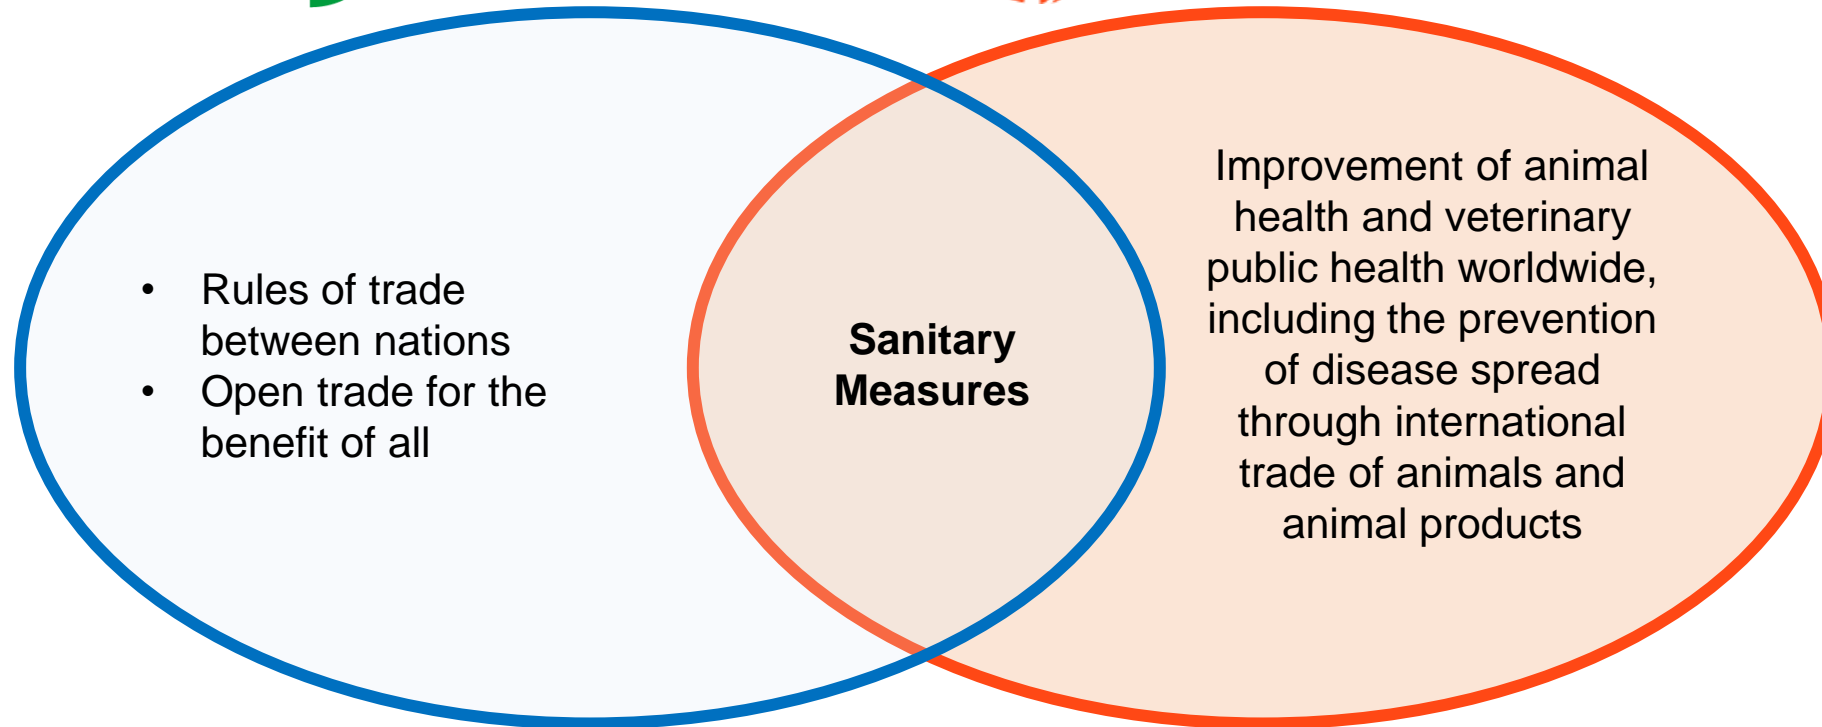 • Rules of trade
between nations
• Open trade for the
benefit of all
Sanitary
Measures
Improvement of animal
health and veterinary
public health worldwide,
including the prevention
of disease spread
through international
trade of animals and
animal products